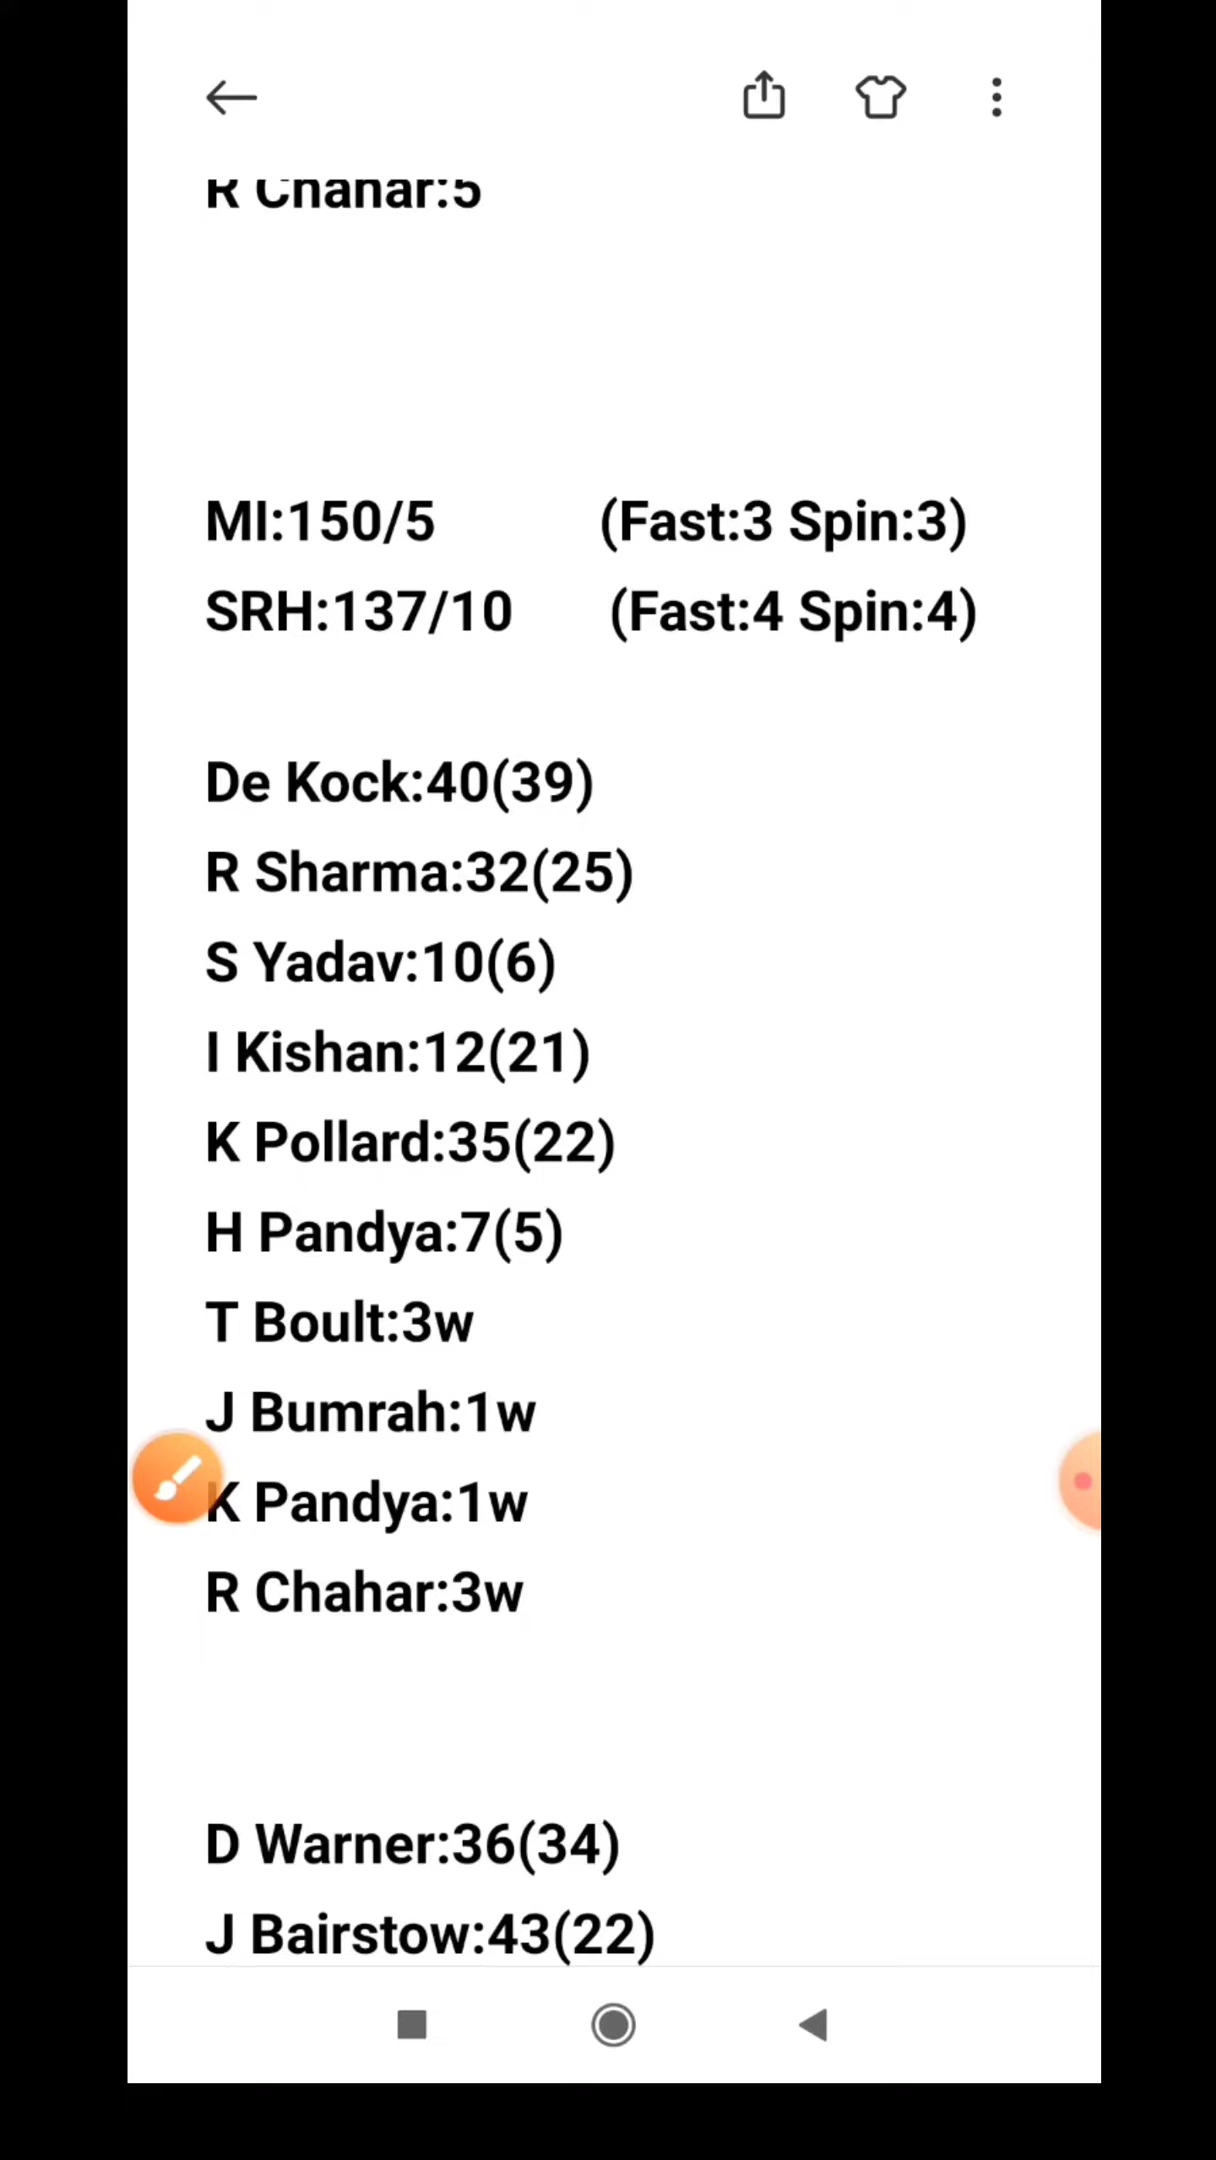 R Chahar:5
MI:150/5 (Fast:3 Spin:3)
SRH:137/10 (Fast:4 Spin:4)
De Kock:40(39)
R Sharma:32(25)
S Yadav:10(6)
I Kishan:12(21)
K Pollard:35(22)
H Pandya:7(5)
T Boult:3w
J Bumrah:1w
K Pandya:1w
R Chahar:3w
D Warner:36(34)
J Bairstow:43(22)